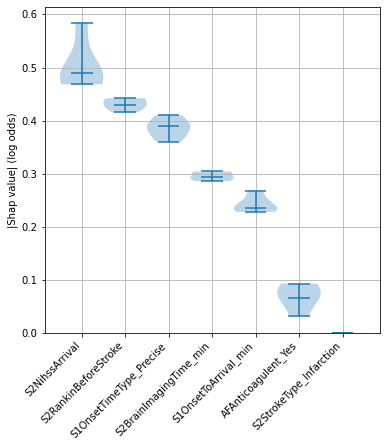 0.6
0.5
0.4
0.3
0.2
0.1
0.0
|Shap value| (log odds)
S2NihssArrival
S2RankinBeforeStroke
S1OnsetTimeType_Precise
S2BrainImagingTime_min
S1OnsetToArrival_min
AFAnticoagulent_Yes
S2StrokeType_Infarction